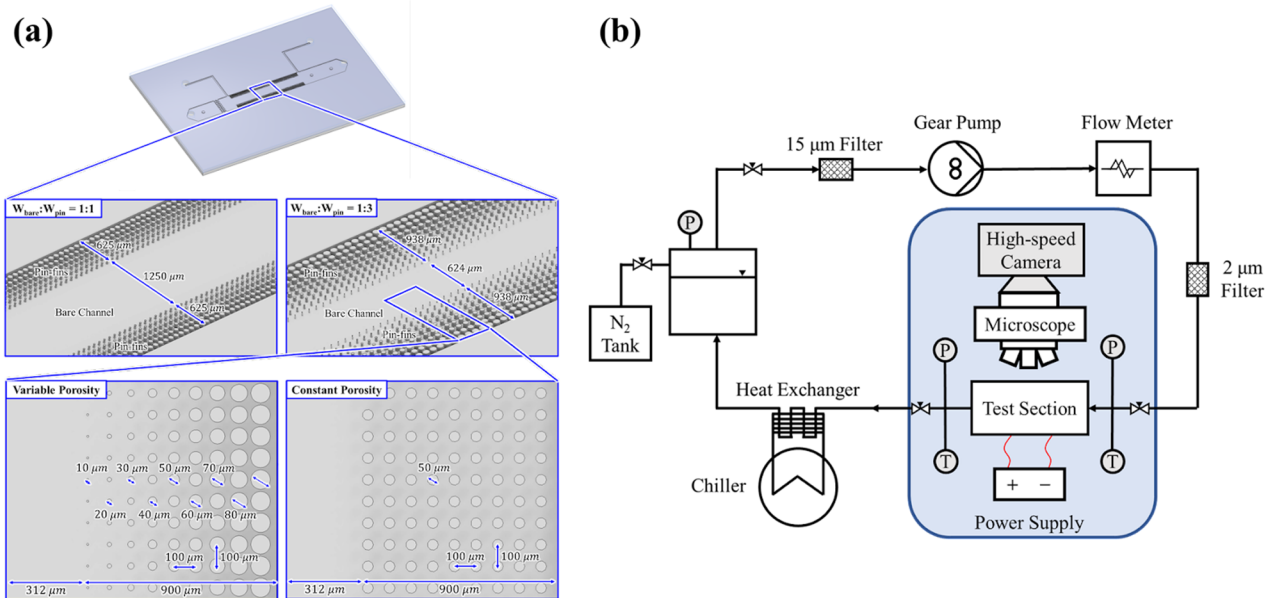 (a)
W_bare:W_pin = 1:1
625 μm
Pin-fins
1250 μm
Bare Channel
625 μm
Pin-fins
W_bare:W_pin = 1:3
938 μm
Pin-fins
624 μm
938 μm
Bare Channel
Pin-fins
Variable Porosity
10 μm
30 μm
50 μm
70 μm
20 μm
40 μm
60 μm
80 μm
100 μm
100 μm
312 μm
900 μm
Constant Porosity
50 μm
100 μm
100 μm
312 μm
900 μm
(b)
Gear Pump
Flow Meter
15 μm Filter
P
High-speed
Camera
2 μm
Filter
N₂
Tank
Microscope
P
P
Heat Exchanger
Test Section
T
T
Chiller
+ −
Power Supply